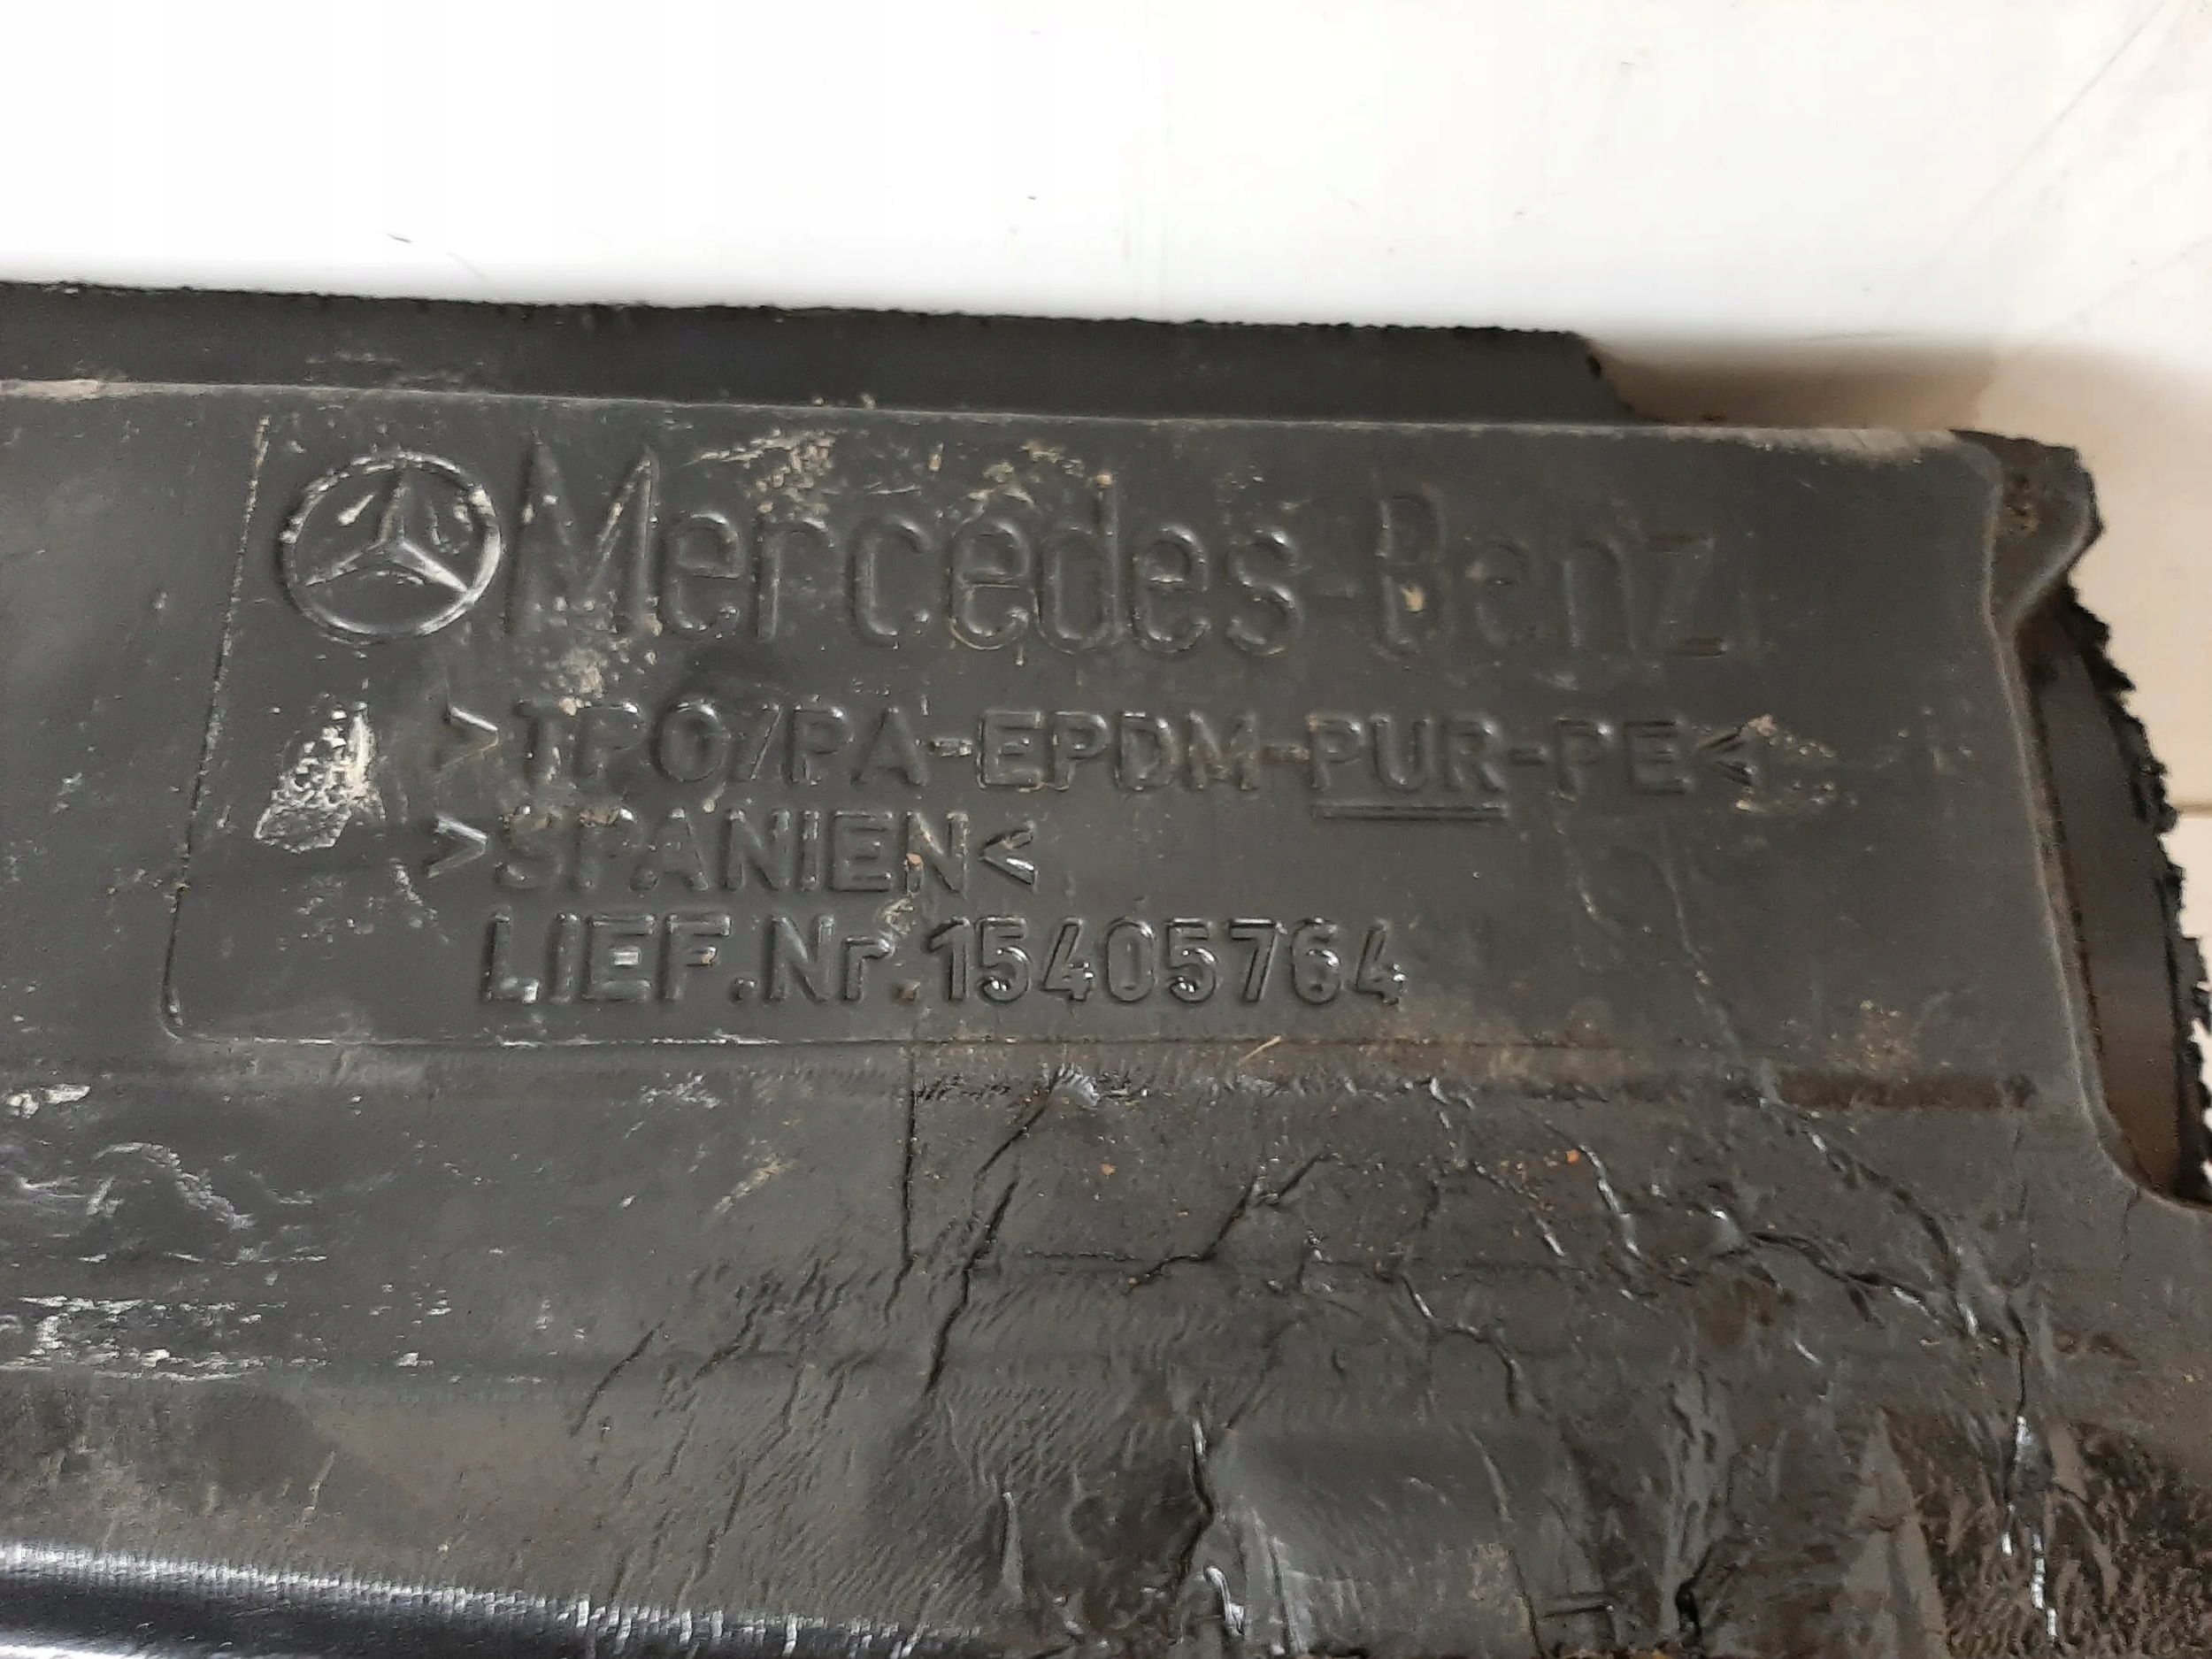 Mercedes-Benz
>TPO/PA-EPDM-PUR-PE<
>SPANIEN<
LIEF.Nr.15405764